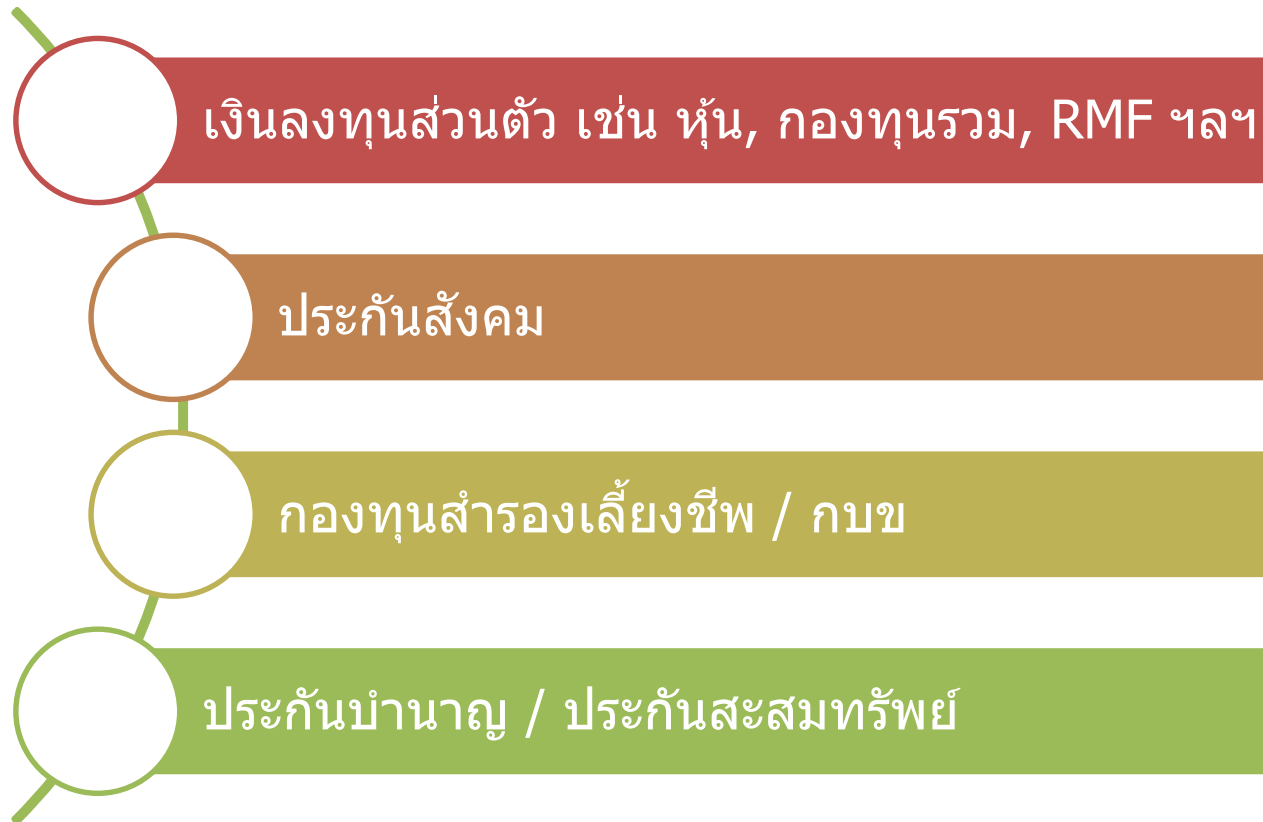 เงินลงทุนส่วนตัว เช่น หุ้น, กองทุนรวม, RMF ฯลฯ
ประกันสังคม
กองทุนสำรองเลี้ยงชีพ / กบข
ประกันบำนาญ / ประกันสะสมทรัพย์